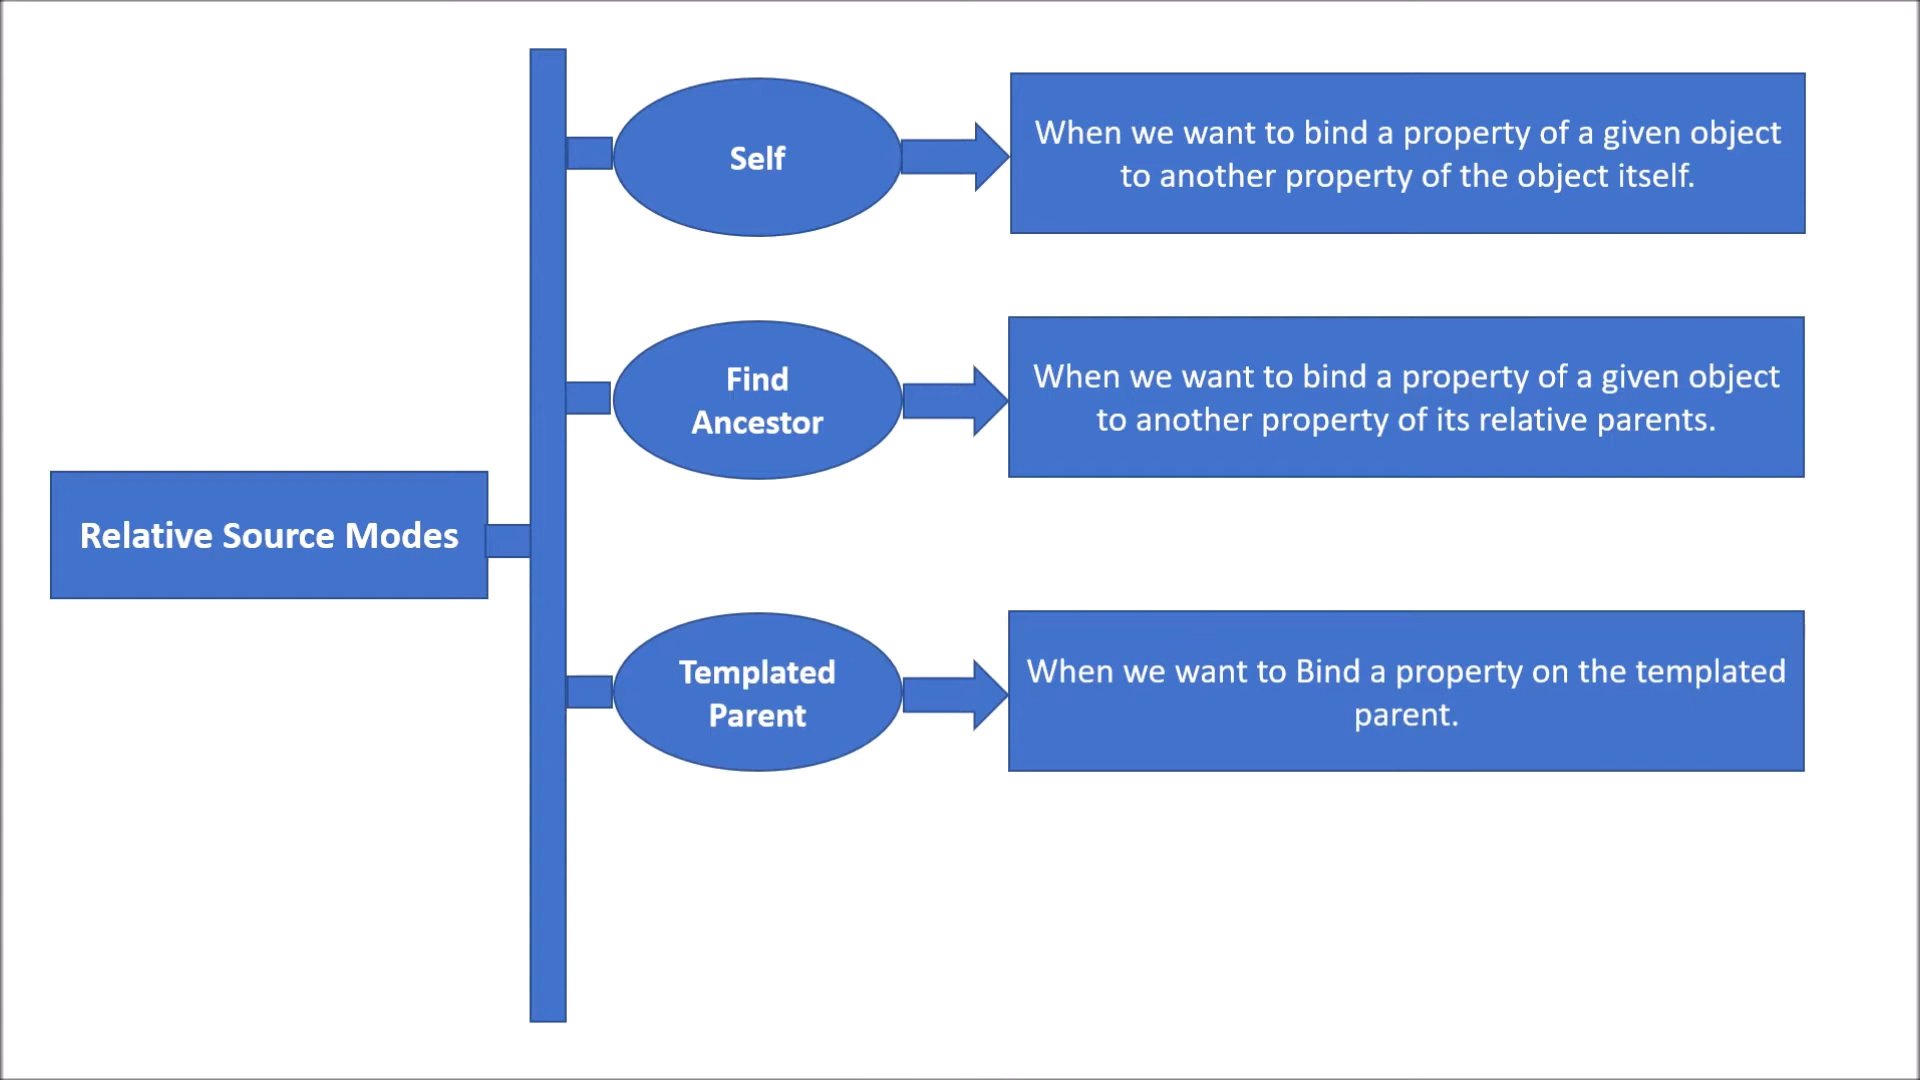 Self
When we want to bind a property of a given object
to another property of the object itself.
Find
Ancestor
When we want to bind a property of a given object
to another property of its relative parents.
Relative Source Modes
Templated
Parent
When we want to Bind a property on the templated
parent.